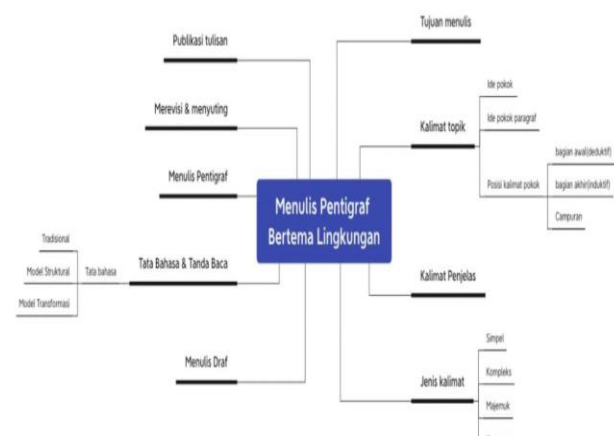 Publikasi tulisan
Merevisi & menyuting
Menulis Pentigraf
Tradisional
Model Struktural
Model Transformasi
Tata bahasa
Tata Bahasa & Tanda Baca
Menulis Draf
Menulis Pentigraf
Bertema Lingkungan
Tujuan menulis
Kalimat topik
Ide pokok
Ide pokok paragraf
Posisi kalimat pokok
bagian awal(deduktif)
bagian akhir(induktif)
Campuran
Kalimat Penjelas
Jenis kalimat
Simpel
Kompleks
Majemuk